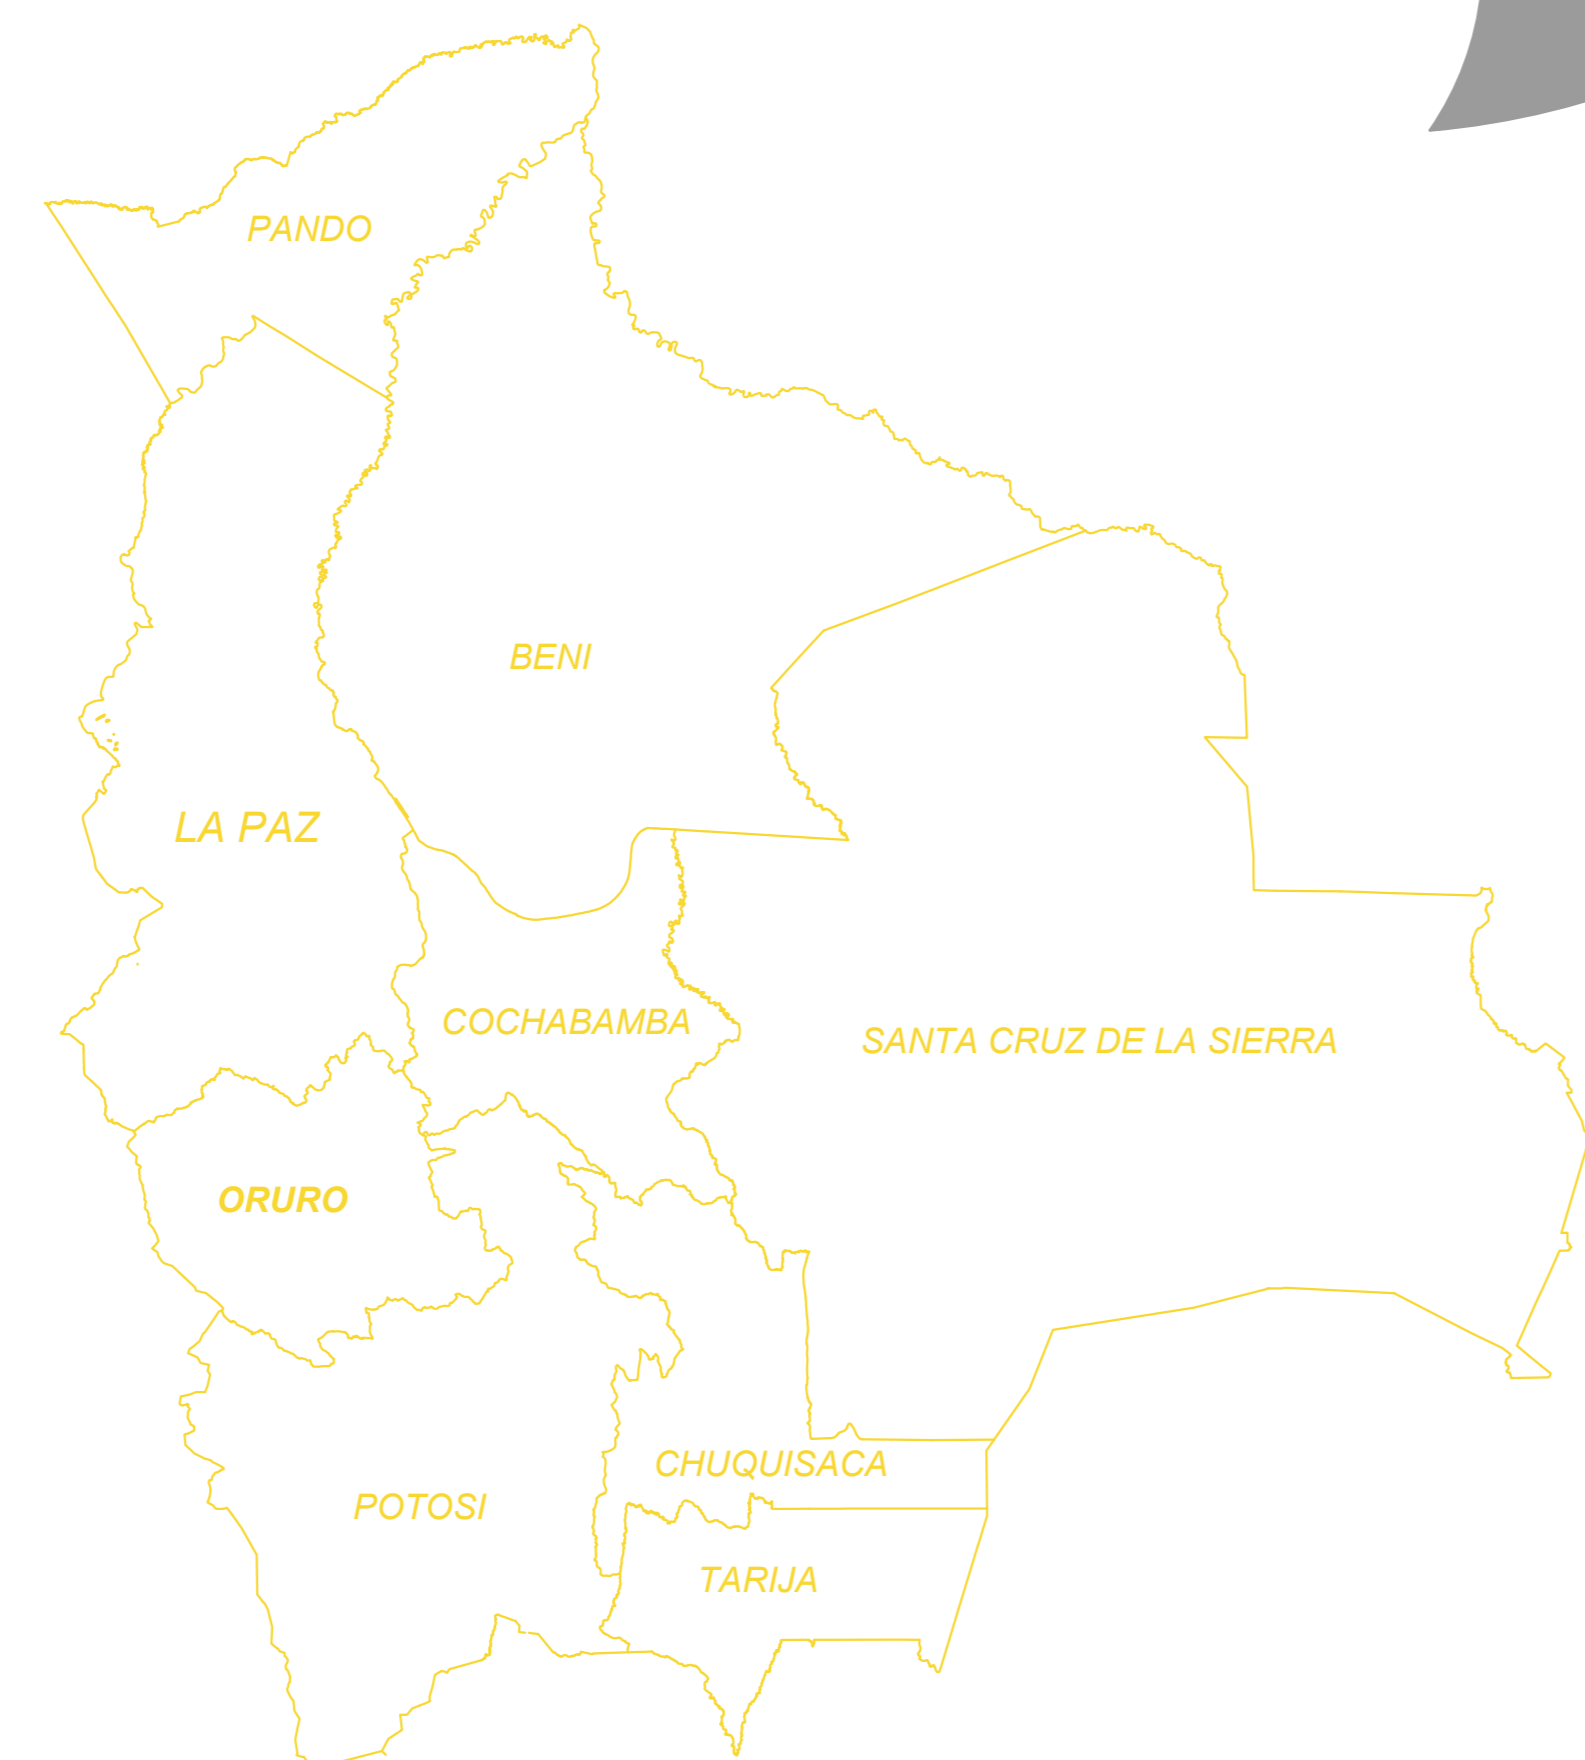 PANDO
BENI
LA PAZ
COCHABAMBA
SANTA CRUZ DE LA SIERRA
ORURO
CHUQUISACA
POTOSI
TARIJA